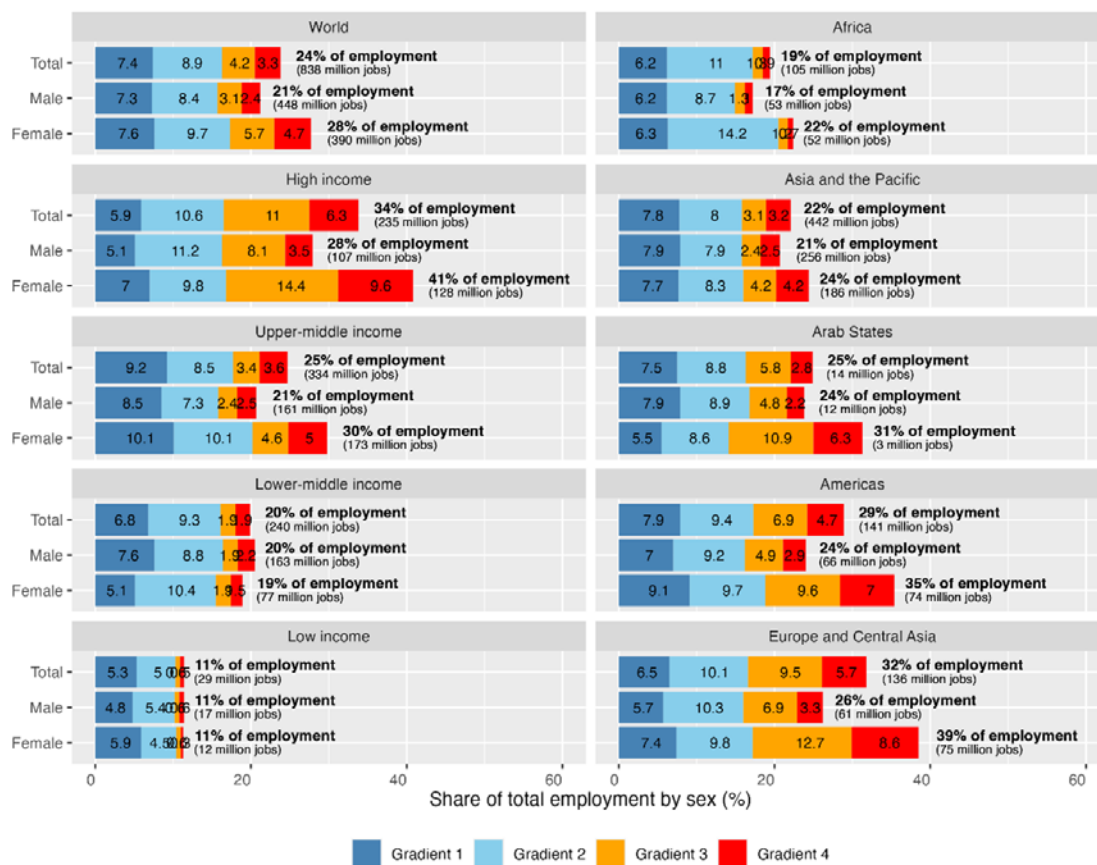 World
Total 7.4 8.9 4.2 3.3 24% of employment
(838 million jobs)
Male 7.3 8.4 3.1 2.4 21% of employment
(448 million jobs)
Female 7.6 9.7 5.7 4.7 28% of employment
(390 million jobs)
Africa
6.2 11 19% of employment
(105 million jobs)
6.2 8.7 17% of employment
(53 million jobs)
6.3 14.2 22% of employment
(52 million jobs)
High income
Total 5.9 10.6 11 6.3 34% of employment
(235 million jobs)
Male 5.1 11.2 8.1 3.5 28% of employment
(107 million jobs)
Female 7 9.8 14.4 9.6 41% of employment
(128 million jobs)
Asia and the Pacific
7.8 8 3.1 3.2 22% of employment
(442 million jobs)
7.9 7.9 2.4 2.5 21% of employment
(256 million jobs)
7.7 8.3 4.2 4.2 24% of employment
(186 million jobs)
Upper-middle income
Total 9.2 8.5 3.4 3.6 25% of employment
(334 million jobs)
Male 8.5 7.3 2.4 2.5 21% of employment
(161 million jobs)
Female 10.1 10.1 4.6 5 30% of employment
(173 million jobs)
Arab States
7.5 8.8 5.8 2.8 25% of employment
(14 million jobs)
7.9 8.9 4.8 2.2 24% of employment
(12 million jobs)
5.5 8.6 10.9 6.3 31% of employment
(3 million jobs)
Lower-middle income
Total 6.8 9.3 1.9 1.9 20% of employment
(240 million jobs)
Male 7.6 8.8 1.9 2.2 20% of employment
(163 million jobs)
Female 5.1 10.4 1.9 1.5 19% of employment
(77 million jobs)
Americas
7.9 9.4 6.9 4.7 29% of employment
(141 million jobs)
7 9.2 4.9 2.9 24% of employment
(66 million jobs)
9.1 9.7 9.6 7 35% of employment
(74 million jobs)
Low income
Total 5.3 11% of employment
(29 million jobs)
Male 4.8 11% of employment
(17 million jobs)
Female 5.9 11% of employment
(12 million jobs)
Europe and Central Asia
6.5 10.1 9.5 5.7 32% of employment
(136 million jobs)
5.7 10.3 6.9 3.3 26% of employment
(61 million jobs)
7.4 9.8 12.7 8.6 39% of employment
(75 million jobs)
0 20 40 60
0 20 40 60
Share of total employment by sex (%)
Gradient 1 Gradient 2 Gradient 3 Gradient 4